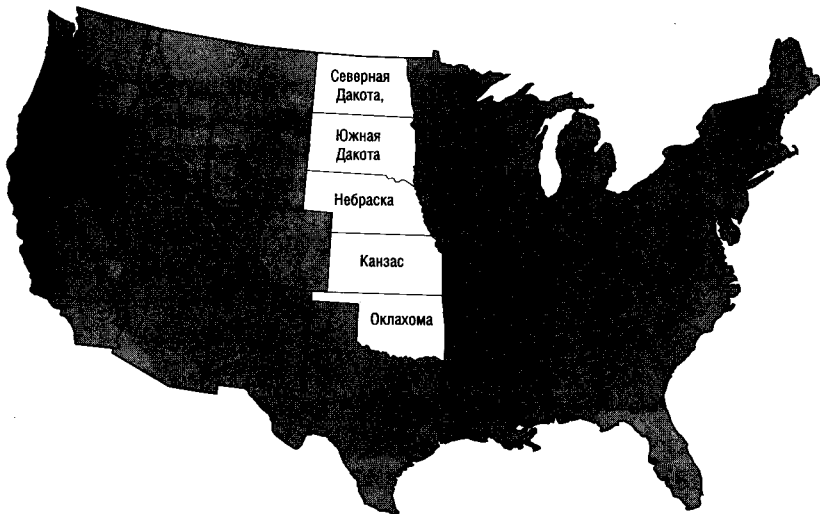 Северная
Дакота,
Южная
Дакота
Небраска
Канзас
Оклахома